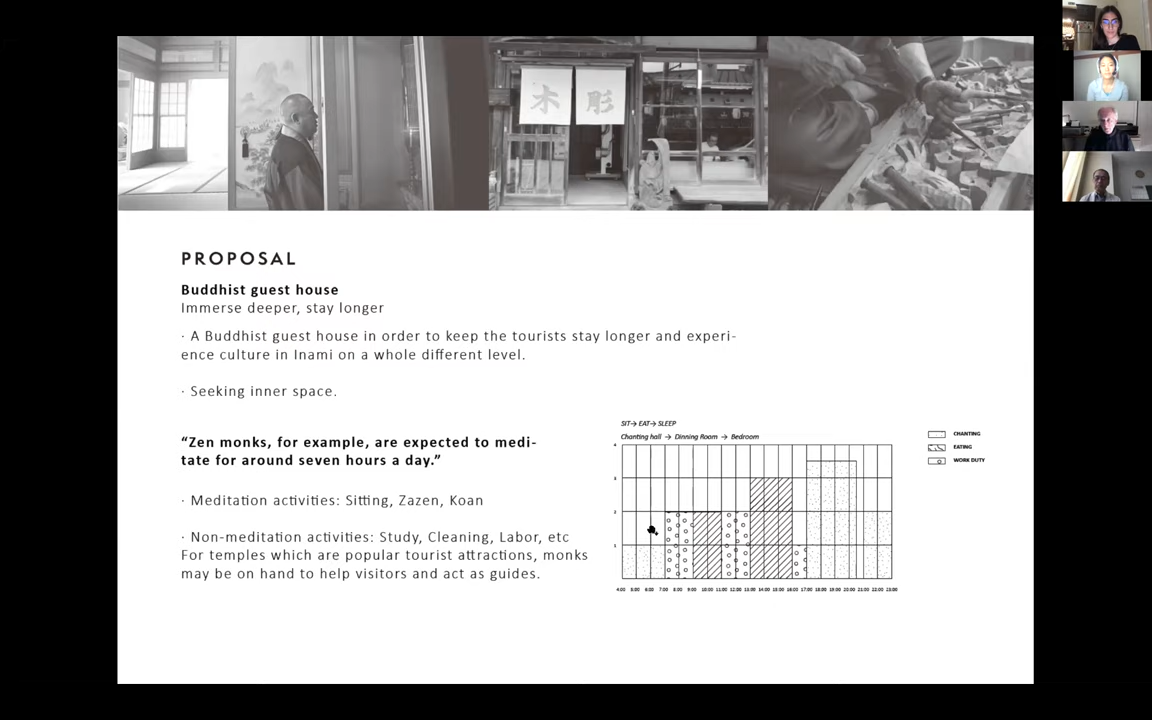 木 彫
PROPOSAL
Buddhist guest house
Immerse deeper, stay longer
· A Buddhist guest house in order to keep the tourists stay longer and experi-
ence culture in Inami on a whole different level.
· Seeking inner space.
“Zen monks, for example, are expected to medi-
tate for around seven hours a day.”
· Meditation activities: Sitting, Zazen, Koan
· Non-meditation activities: Study, Cleaning, Labor, etc
For temples which are popular tourist attractions, monks
may be on hand to help visitors and act as guides.
SIT→ EAT→ SLEEP
Chanting hall → Dinning Room → Bedroom
4
3
2
1
4:00 5:00 6:00 7:00 8:00 9:00 10:00 11:00 12:00 13:00 14:00 15:00 16:00 17:00 18:00 19:00 20:00 21:00 22:00 23:00
CHANTING
EATING
WORK DUTY